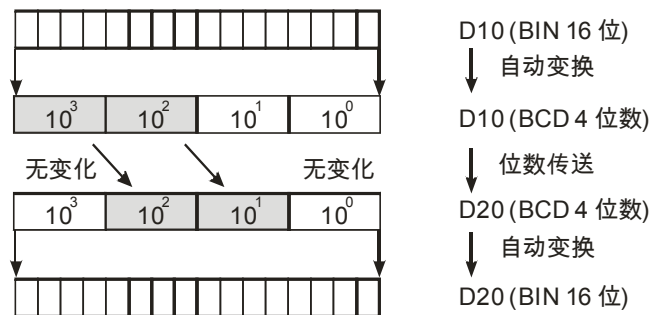 D10 (BIN 16 位)
自动变换
10³ 10² 10¹ 10⁰ D10 (BCD 4 位数)
无变化 无变化 位数传送
10³ 10² 10¹ 10⁰ D20 (BCD 4 位数)
自动变换
D20 (BIN 16 位)